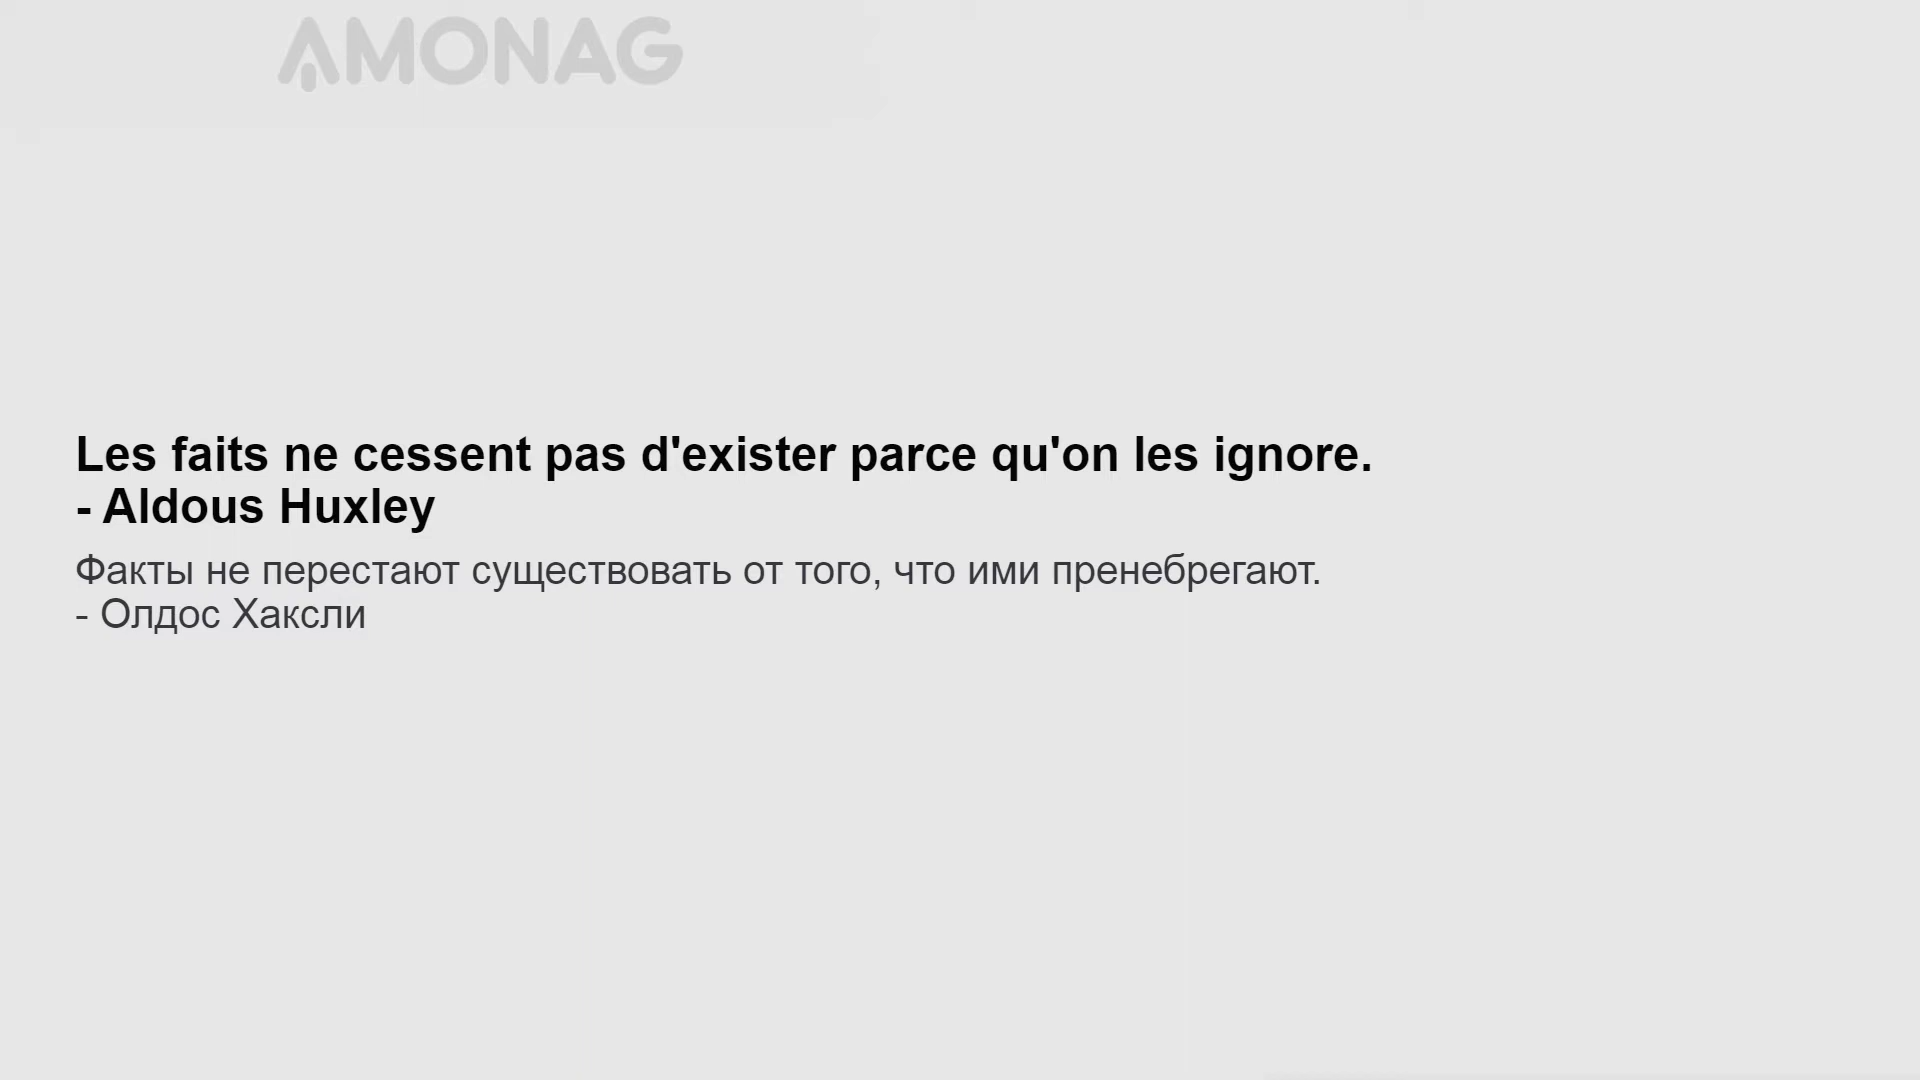 AMONAG
Les faits ne cessent pas d'exister parce qu'on les ignore.
- Aldous Huxley
Факты не перестают существовать от того, что ими пренебрегают.
- Олдос Хаксли